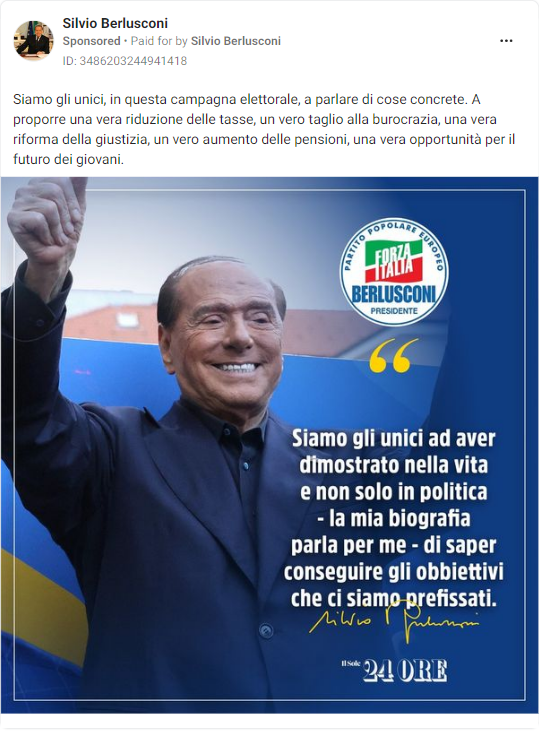 Silvio Berlusconi
Sponsored • Paid for by Silvio Berlusconi
ID: 3486203244941418
Siamo gli unici, in questa campagna elettorale, a parlare di cose concrete. A
proporre una vera riduzione delle tasse, un vero taglio alla burocrazia, una vera
riforma della giustizia, un vero aumento delle pensioni, una vera opportunità per il
futuro dei giovani.
PARTITO POPOLARE EUROPEO
FORZA
ITALIA
BERLUSCONI
PRESIDENTE
“
Siamo gli unici ad aver
dimostrato nella vita
e non solo in politica
- la mia biografia
parla per me - di saper
conseguire gli obbiettivi
che ci siamo prefissati.
Silvio Berlusconi
Il Sole
24 ORE